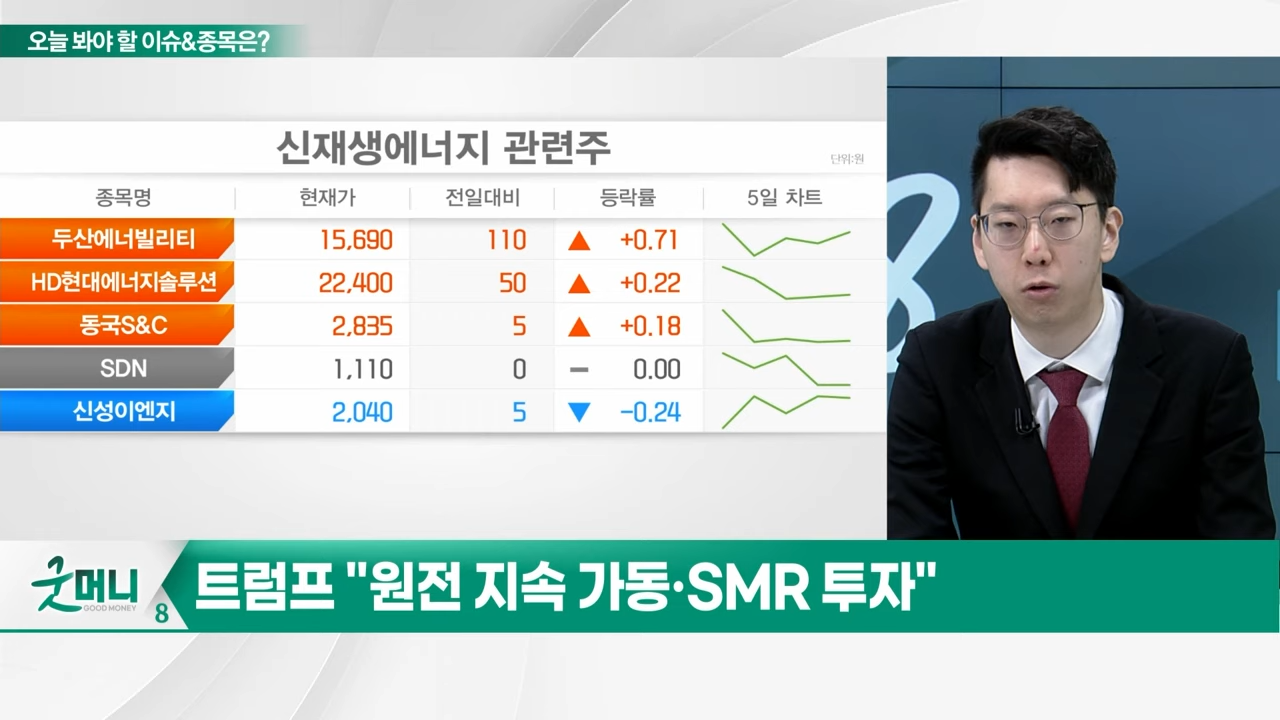 오늘 봐야 할 이슈&종목은?
신재생에너지 관련주
단위:원
종목명 현재가 전일대비 등락률 5일 차트
두산에너빌리티 15,690 110 ▲ +0.71
HD현대에너지솔루션 22,400 50 ▲ +0.22
동국S&C 2,835 5 ▲ +0.18
SDN 1,110 0 − 0.00
신성이엔지 2,040 5 ▼ −0.24
굿머니
GOOD MONEY
8
트럼프 "원전 지속 가동·SMR 투자"